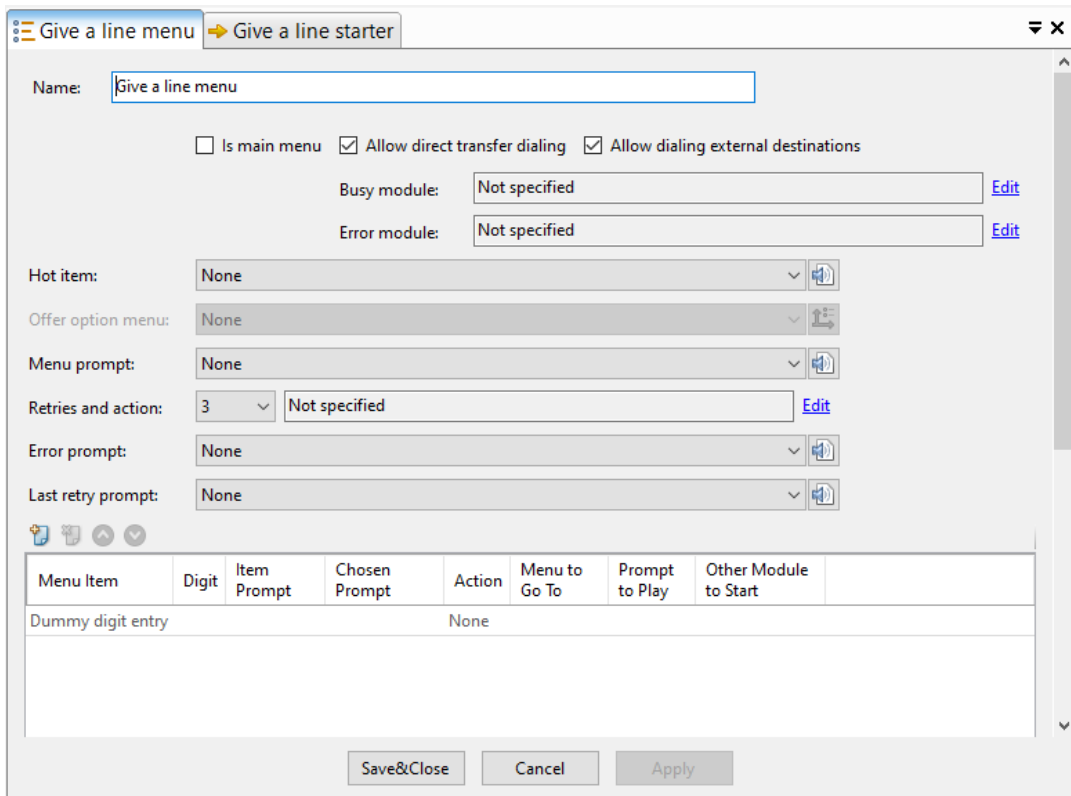 Give a line menu Give a line starter
Name: Give a line menu
Is main menu Allow direct transfer dialing Allow dialing external destinations
Busy module: Not specified Edit
Error module: Not specified Edit
Hot item: None
Offer option menu: None
Menu prompt: None
Retries and action: 3 Not specified Edit
Error prompt: None
Last retry prompt: None
Menu Item Digit Item Prompt Chosen Prompt Action Menu to Go To Prompt to Play Other Module to Start
Dummy digit entry None
Save&Close Cancel Apply